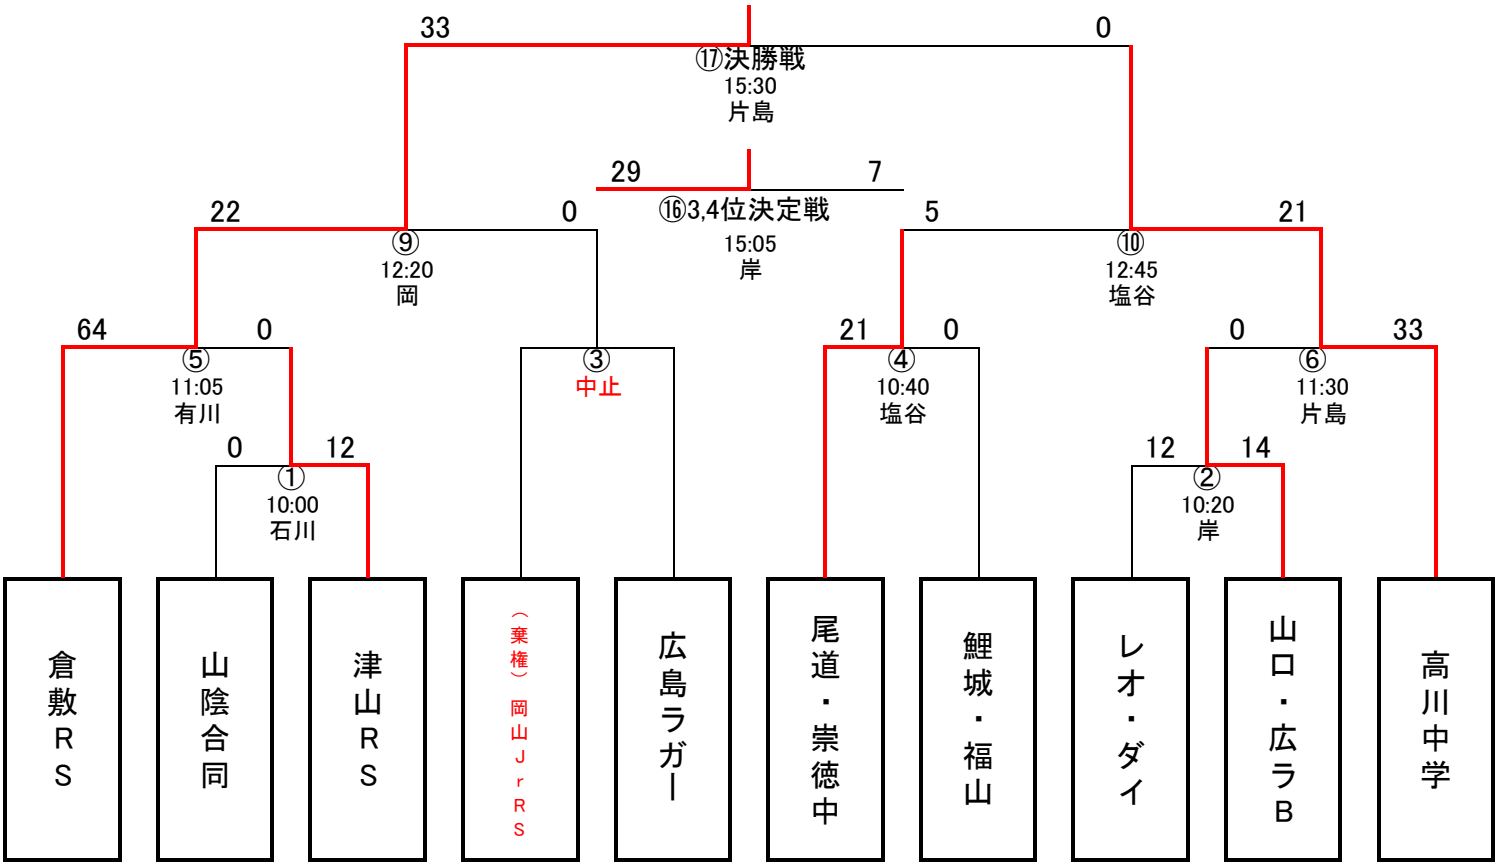 33
0
⑰決勝戦
15:30
片島
29
7
⑯3,4位決定戦
15:05
岸
22
0
⑨
12:20
岡
5
21
⑩
12:45
塩谷
64
0
⑤
11:05
有川
③
中止
21
0
④
10:40
塩谷
0
33
⑥
11:30
片島
0
12
①
10:00
石川
12
14
②
10:20
岸
倉敷RS
山陰合同
津山RS
（棄権）岡山JrRS
広島ラガー
尾道・崇徳中
鯉城・福山
レオ・ダイ
山口・広ラB
高川中学